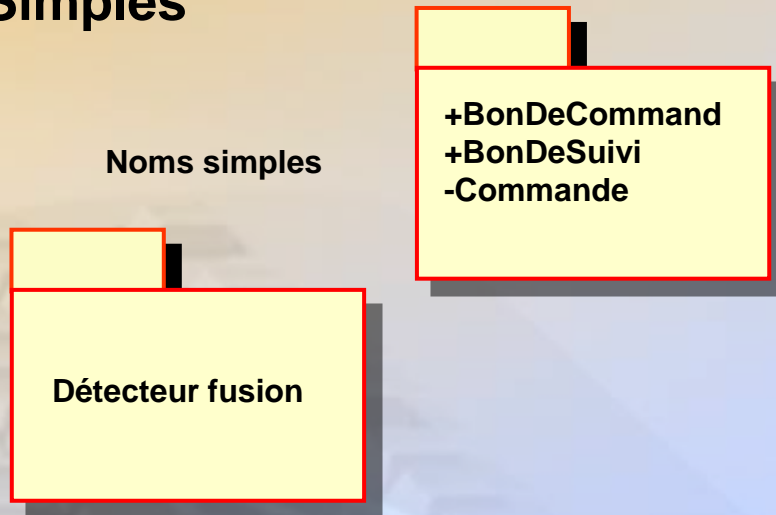 Simples
Noms simples
+BonDeCommand
+BonDeSuivi
-Commande
Détecteur fusion